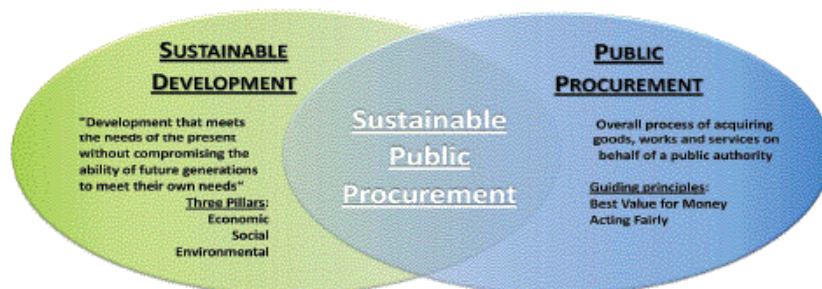 SUSTAINABLE
DEVELOPMENT
"Development that meets
the needs of the present
without compromising the
ability of future generations
to meet their own needs"
Three Pillars:
Economic
Social
Environmental
Sustainable
Public
Procurement
PUBLIC
PROCUREMENT
Overall process of acquiring
goods, works and services on
behalf of a public authority
Guiding principles:
Best Value for Money
Acting Fairly